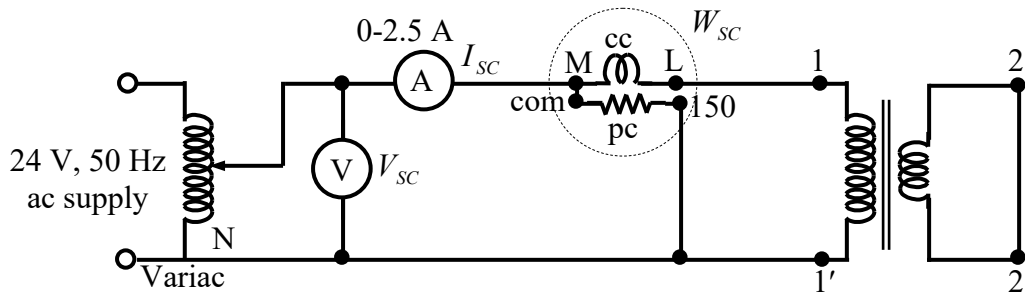 0-2.5 A
W_SC
cc
I_SC
M
L
1
2
A
com
150
pc
24 V, 50 Hz
ac supply
V
V_SC
N
Variac
1′
2